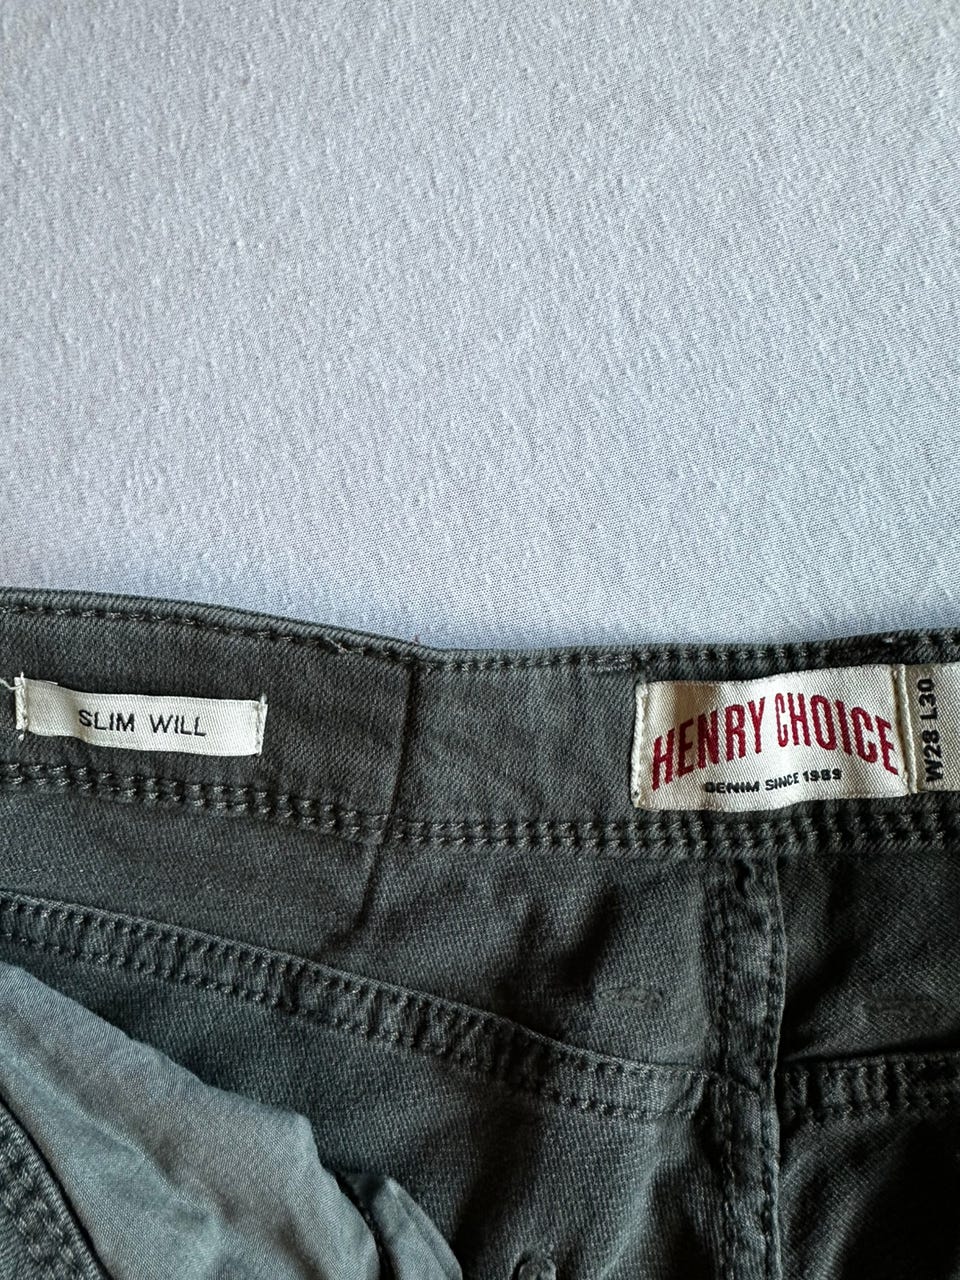 SLIM WILL
HENRY CHOICE
DENIM SINCE 1989
W28 L30